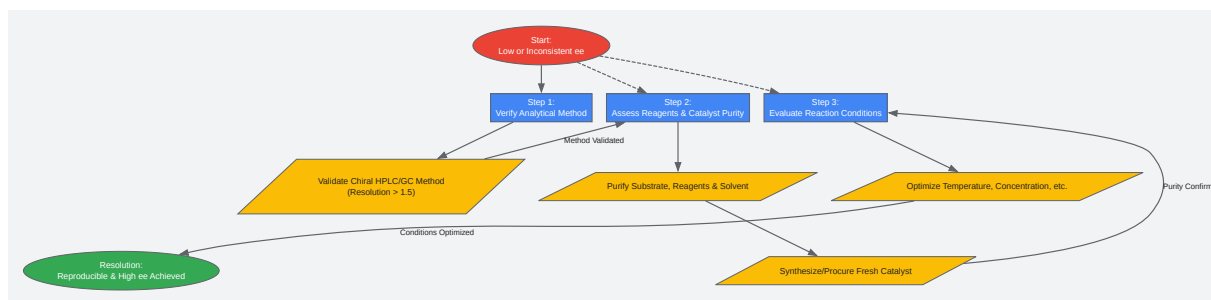 Start:
Low or Inconsistent ee
Step 1:
Verify Analytical Method
Step 2:
Assess Reagents & Catalyst Purity
Step 3:
Evaluate Reaction Conditions
Method Validated
Validate Chiral HPLC/GC Method
(Resolution > 1.5)
Purify Substrate, Reagents & Solvent
Optimize Temperature, Concentration, etc.
Purity Confirm
Conditions Optimized
Resolution:
Reproducible & High ee Achieved
Synthesize/Procure Fresh Catalyst